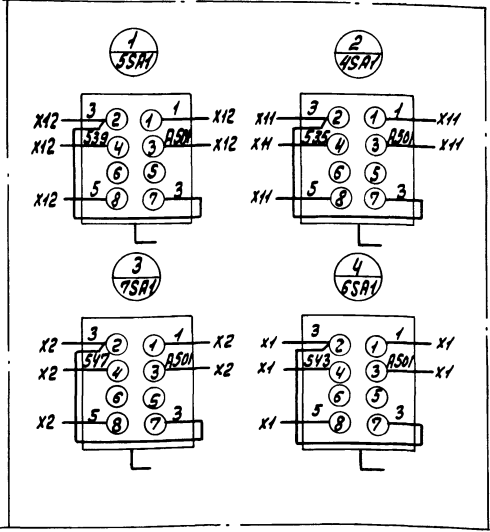 1
5SA1
3 1
X12 2 1 X12
539 A501
X12 4 3 X12
6 5
5 3
X12 8 7
2
4SA1
3 1
X11 2 1 X11
535 A501
X11 4 3 X11
6 5
5 3
X11 8 7
3
7SA1
3 1
X2 2 1 X2
547 A501
X2 4 3 X2
6 5
5 3
X2 8 7
4
6SA1
3 1
X1 2 1 X1
543 A501
X1 4 3 X1
6 5
5 3
X1 8 7